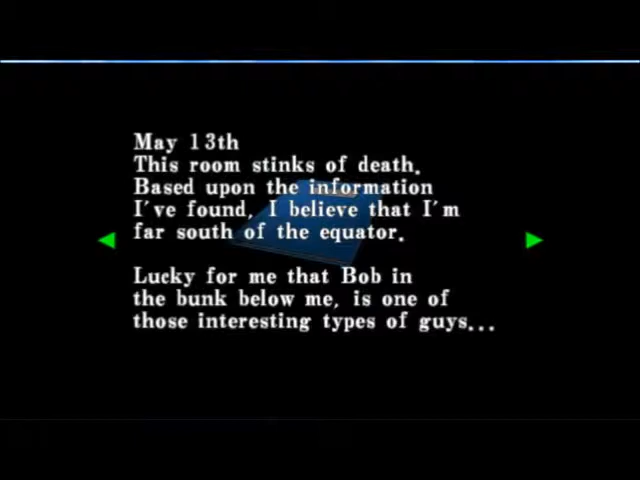 May 13th
This room stinks of death.
Based upon the information
I've found, I believe that I'm
far south of the equator.
Lucky for me that Bob in
the bunk below me, is one of
those interesting types of guys...